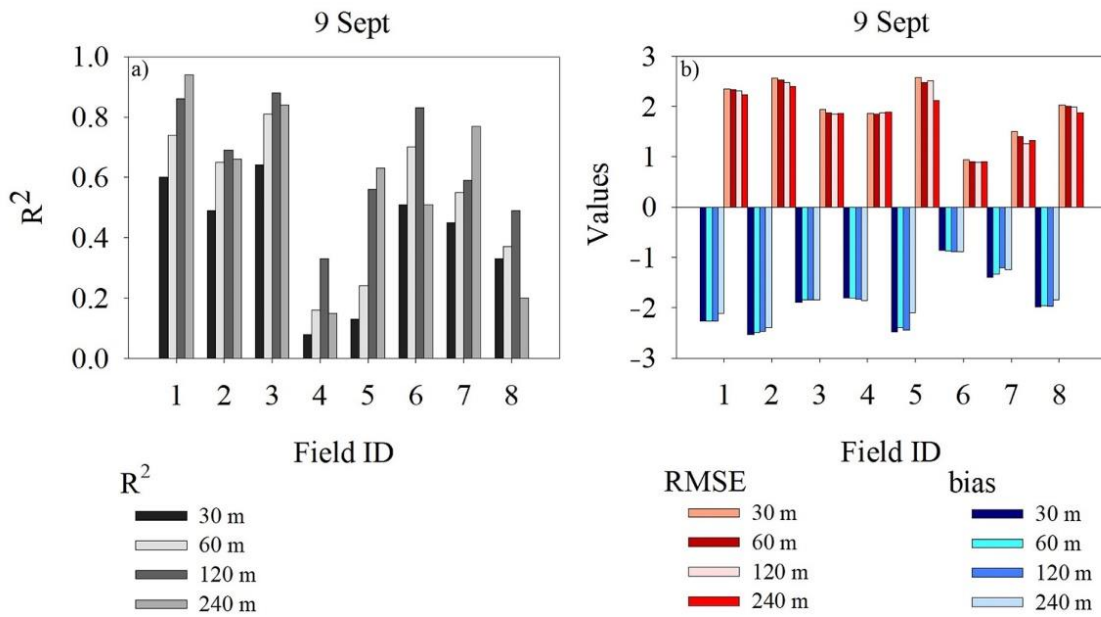 9 Sept
a)
1.0
0.8
0.6
0.4
0.2
0.0
R²
1 2 3 4 5 6 7 8
Field ID
R²
30 m
60 m
120 m
240 m
9 Sept
b)
3
2
1
0
-1
-2
-3
Values
1 2 3 4 5 6 7 8
Field ID
RMSE
30 m
60 m
120 m
240 m
bias
30 m
60 m
120 m
240 m